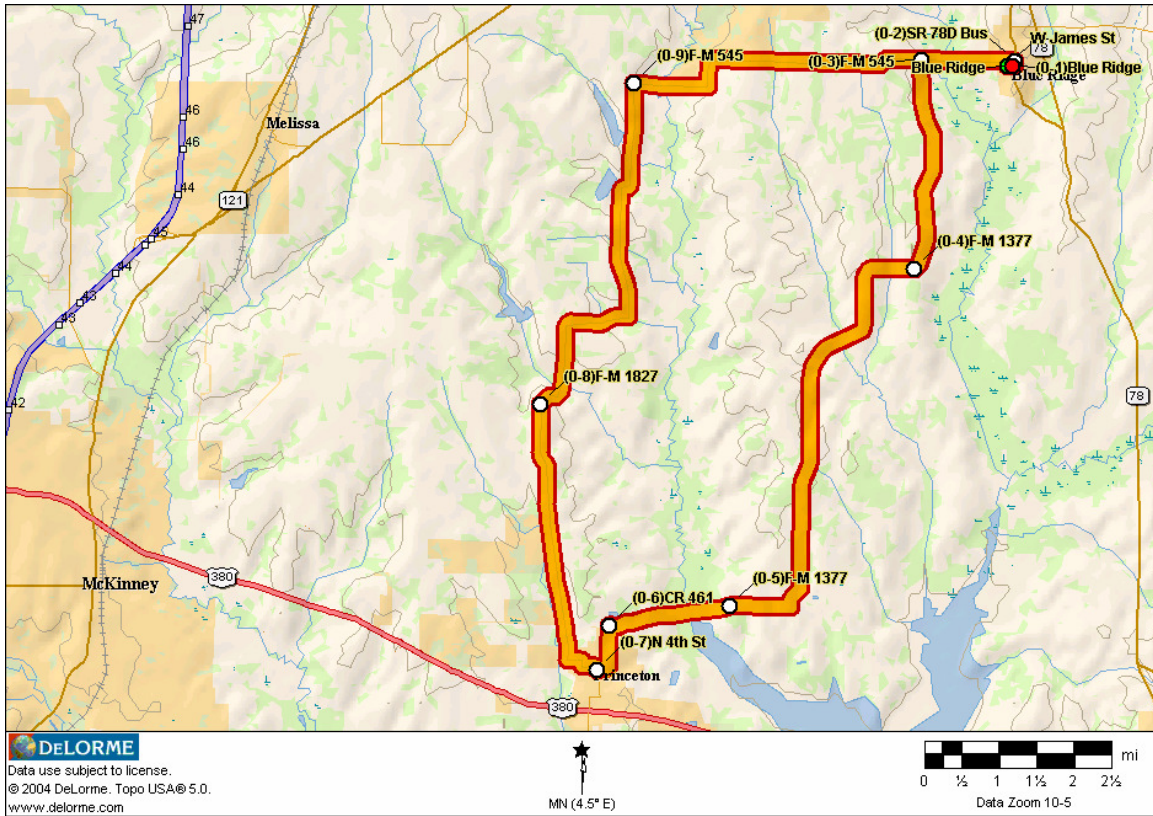 47
(0-2)SR 78D Bus
W James St
78
(0-9)F-M 545
(0-3)F-M 545
Blue Ridge
(0-1)Blue Ridge
Blue Ridge
46
Melissa
46
44
121
45
44
(0-4)F-M 1377
43
43
(0-8)F-M 1827
78
42
380
McKinney
(0-5)F-M 1377
(0-6)CR 461
(0-7)N 4th St
Princeton
380
DELORME
Data use subject to license.
© 2004 DeLorme. Topo USA® 5.0.
www.delorme.com
MN (4.5° E)
mi
0 ½ 1 1½ 2 2½
Data Zoom 10-5